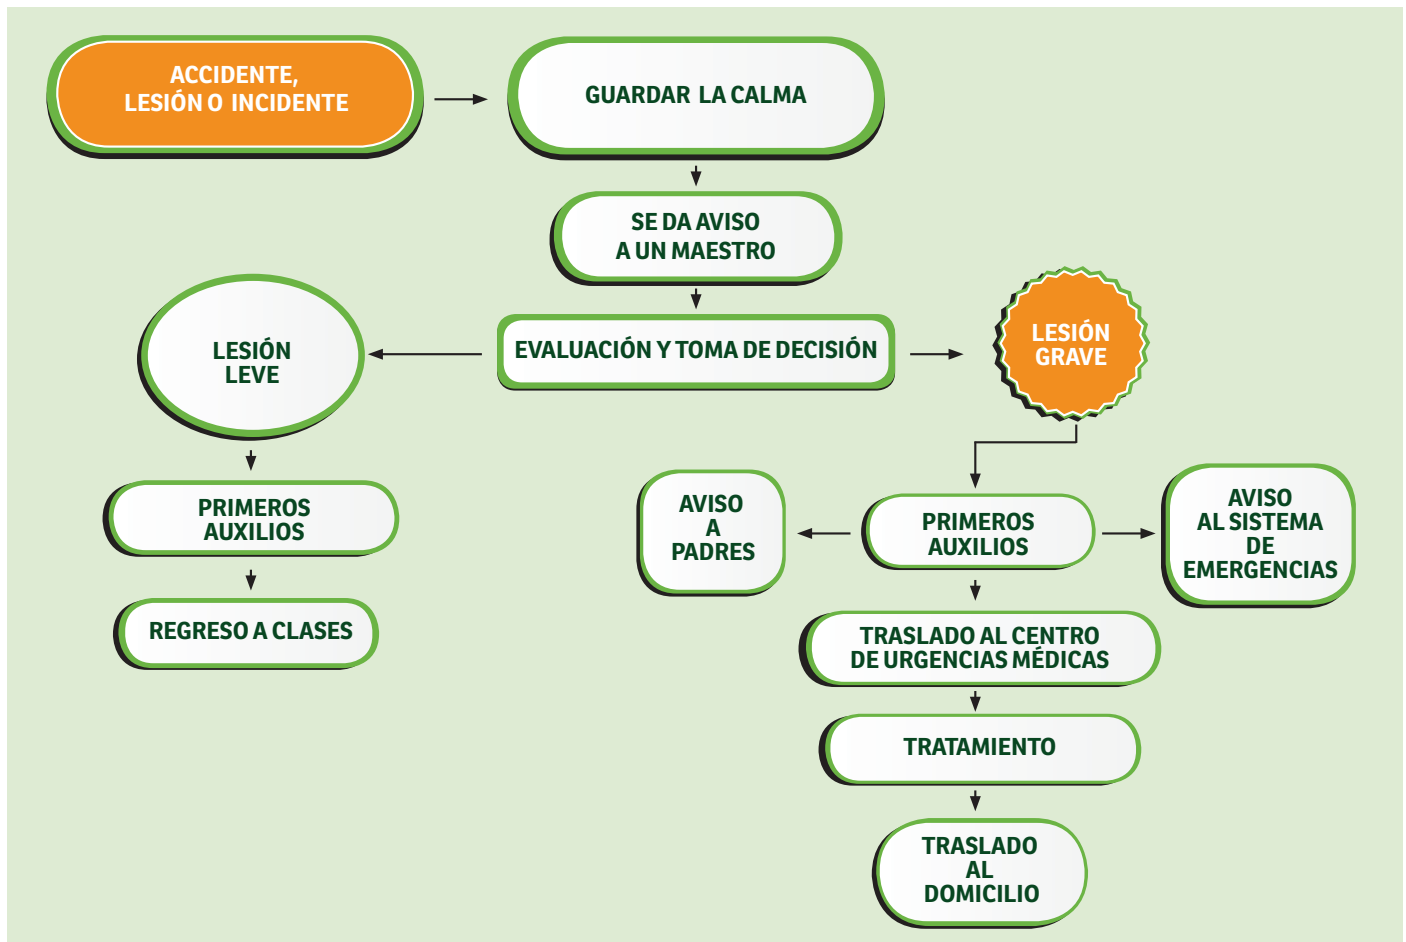 ACCIDENTE,
LESIÓN O INCIDENTE
GUARDAR LA CALMA
SE DA AVISO
A UN MAESTRO
EVALUACIÓN Y TOMA DE DECISIÓN
LESIÓN
LEVE
PRIMEROS
AUXILIOS
REGRESO A CLASES
LESIÓN
GRAVE
PRIMEROS
AUXILIOS
AVISO
A
PADRES
AVISO
AL SISTEMA
DE
EMERGENCIAS
TRASLADO AL CENTRO
DE URGENCIAS MÉDICAS
TRATAMIENTO
TRASLADO
AL
DOMICILIO